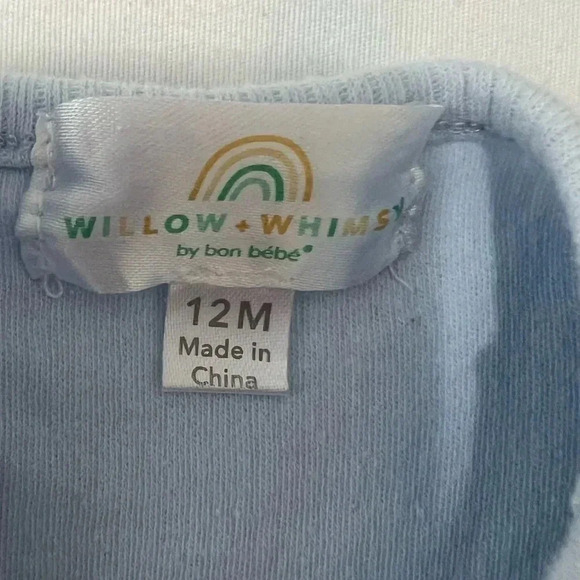 WILLOW + WHIMSY
by bon bébé®
12M
Made in
China